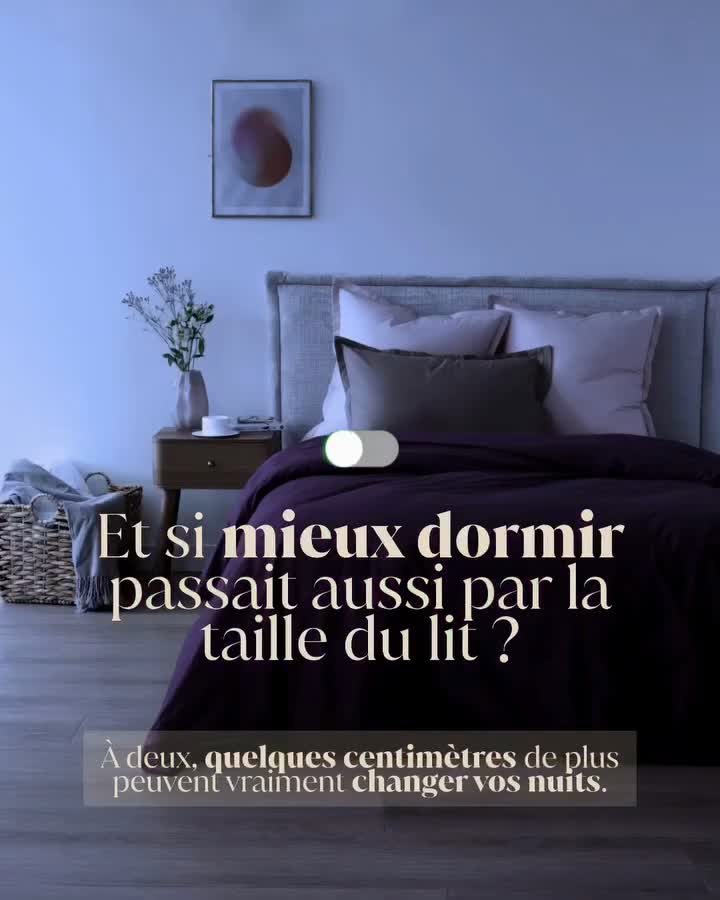 Et si mieux dormir
passait aussi par la
taille du lit ?
À deux, quelques centimètres de plus
peuvent vraiment changer vos nuits.